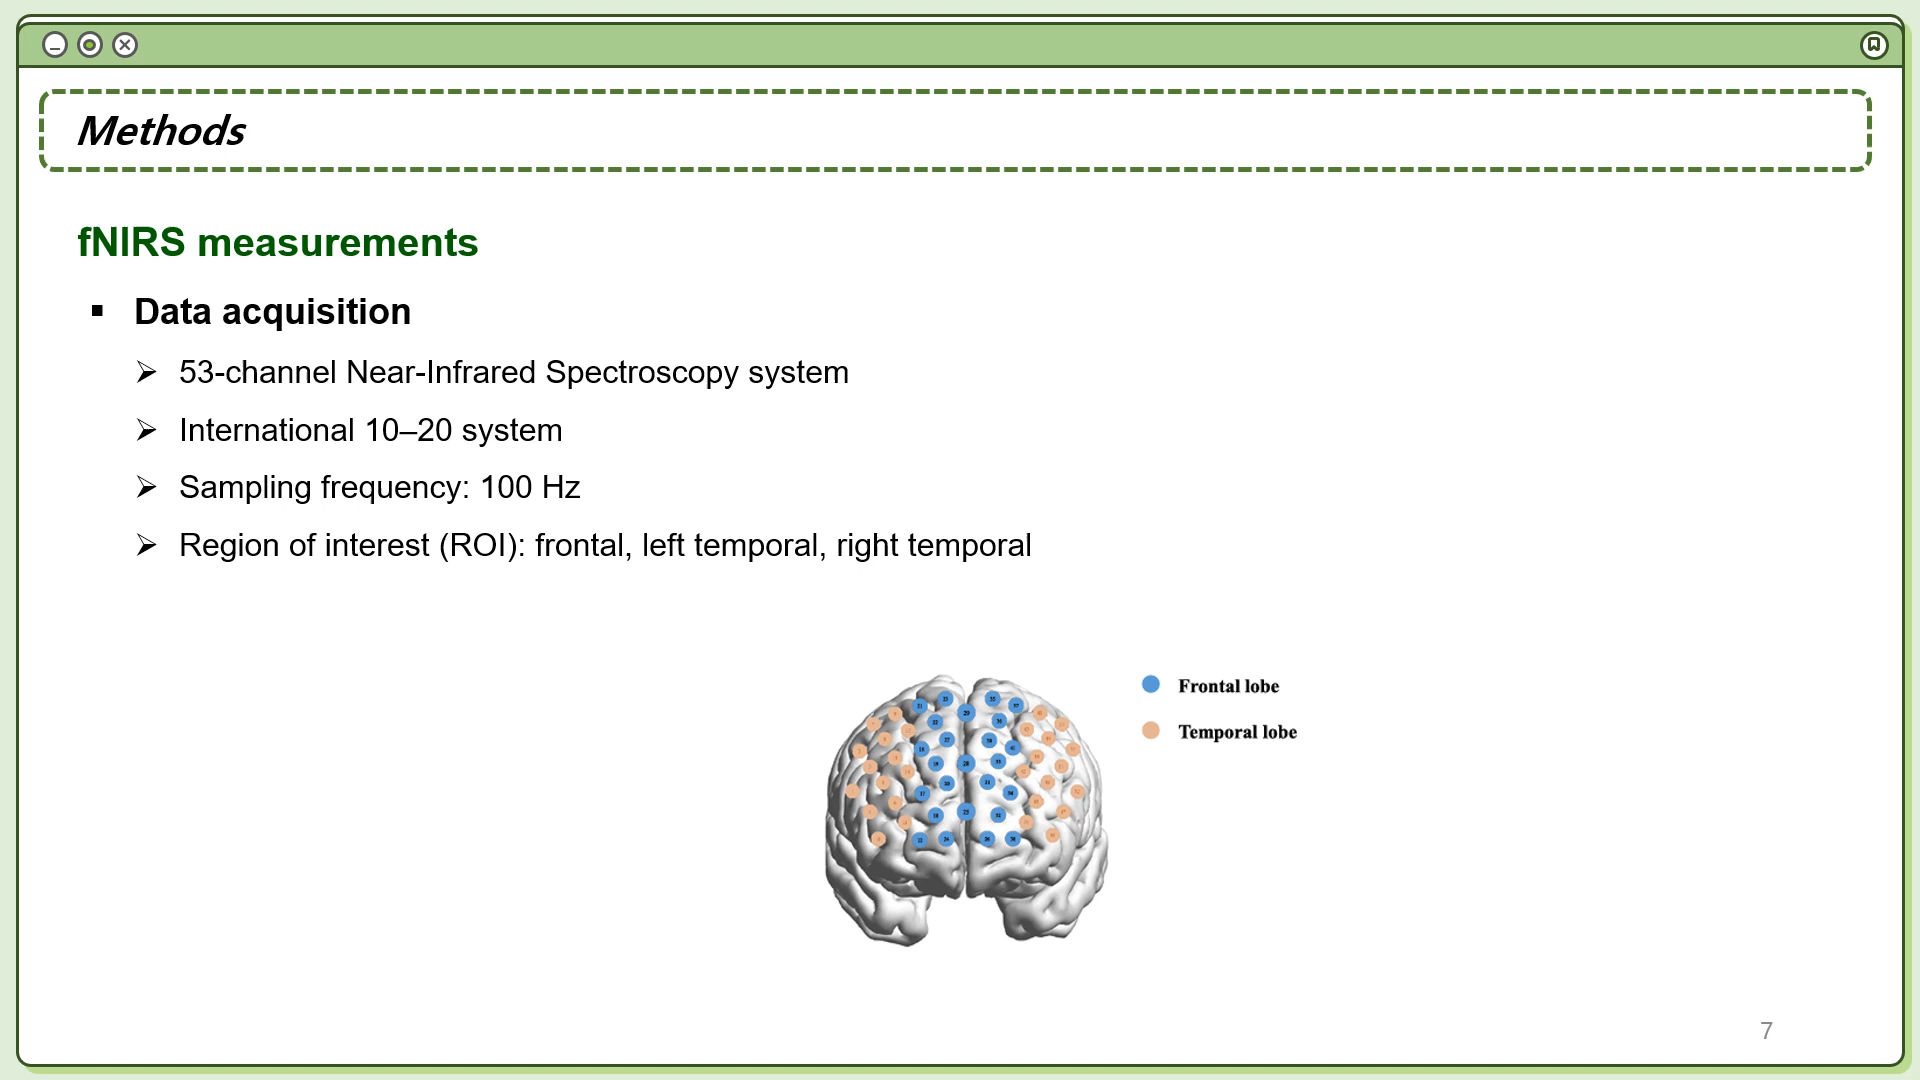 Methods
fNIRS measurements
▪ Data acquisition
➢ 53-channel Near-Infrared Spectroscopy system
➢ International 10–20 system
➢ Sampling frequency: 100 Hz
➢ Region of interest (ROI): frontal, left temporal, right temporal
Frontal lobe
Temporal lobe
7